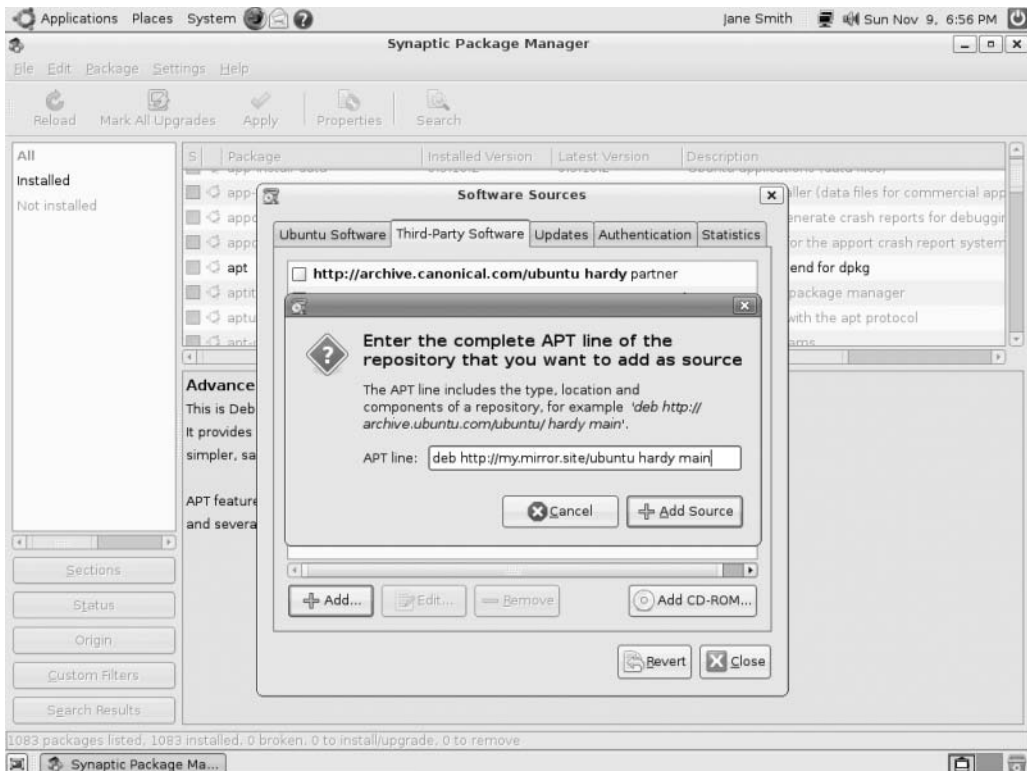 Applications Places System
Jane Smith
Sun Nov 9, 6:56 PM
Synaptic Package Manager
File Edit Package Settings Help
Reload Mark All Upgrades Apply Properties Search
All
Installed
Not installed
S Package Installed Version Latest Version Description
Software Sources
Ubuntu Software Third-Party Software Updates Authentication Statistics
http://archive.canonical.com/ubuntu hardy partner
ller (data files for commercial app
enerate crash reports for debuggin
or the apport crash report system
apt
end for dpkg
aptit
package manager
aptu
with the apt protocol
Enter the complete APT line of the
repository that you want to add as source
The APT line includes the type, location and
components of a repository, for example 'deb http://
archive.ubuntu.com/ubuntu/ hardy main'.
APT line: deb http://my.mirror.site/ubuntu hardy main
Cancel Add Source
Advance
This is Deb
It provides
simpler, sa
APT feature
and severa
Add... Edit... Remove Add CD-ROM...
Revert Close
Sections
Status
Origin
Custom Filters
Search Results
1083 packages listed, 1083 installed, 0 broken. 0 to install/upgrade, 0 to remove
Synaptic Package Ma...